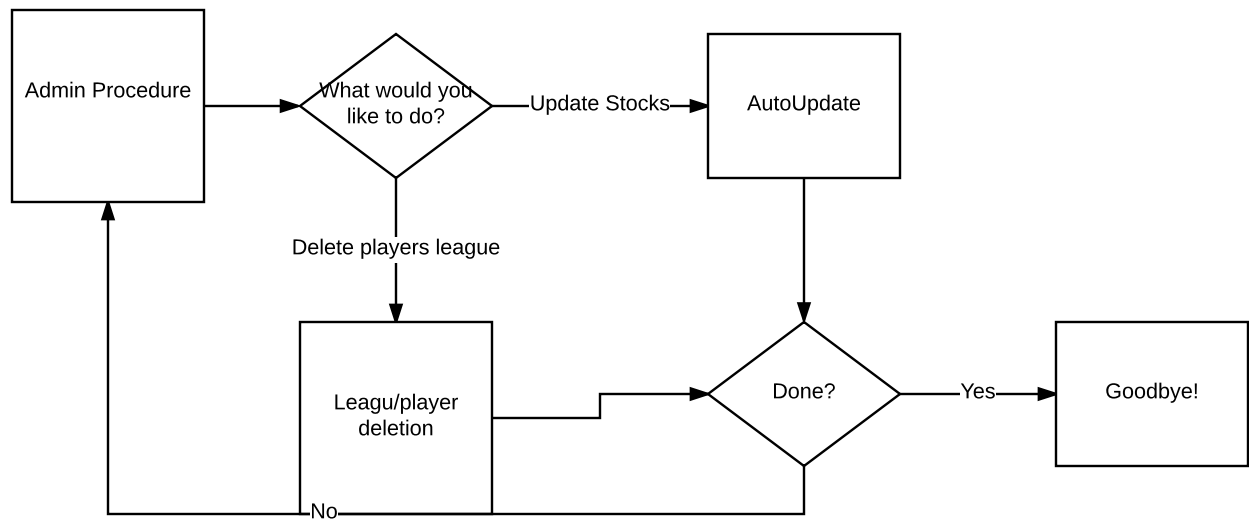 Admin Procedure
What would you
like to do?
Update Stocks
AutoUpdate
Delete players league
Leagu/player
deletion
Done?
Yes
Goodbye!
No